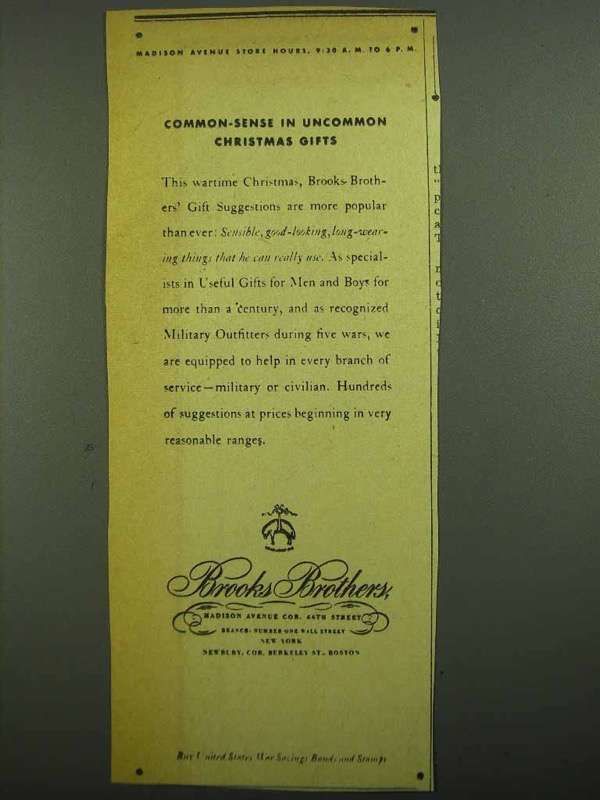 MADISON AVENUE STORE HOURS, 9:30 A. M. TO 6 P. M.
COMMON-SENSE IN UNCOMMON
CHRISTMAS GIFTS
This wartime Christmas, Brooks Broth-
ers' Gift Suggestions are more popular
than ever: Sensible, good-looking, long-wear-
ing things that he can really use. As special-
ists in Useful Gifts for Men and Boys for
more than a century, and as recognized
Military Outfitters during five wars, we
are equipped to help in every branch of
service—military or civilian. Hundreds
of suggestions at prices beginning in very
reasonable ranges.
Brooks Brothers,
MADISON AVENUE COR. 44TH STREET
BRANCH: NUMBER ONE WALL STREET
NEW YORK
NEWBURY, COR. BERKELEY ST., BOSTON
Buy United States War Savings Bonds and Stamps